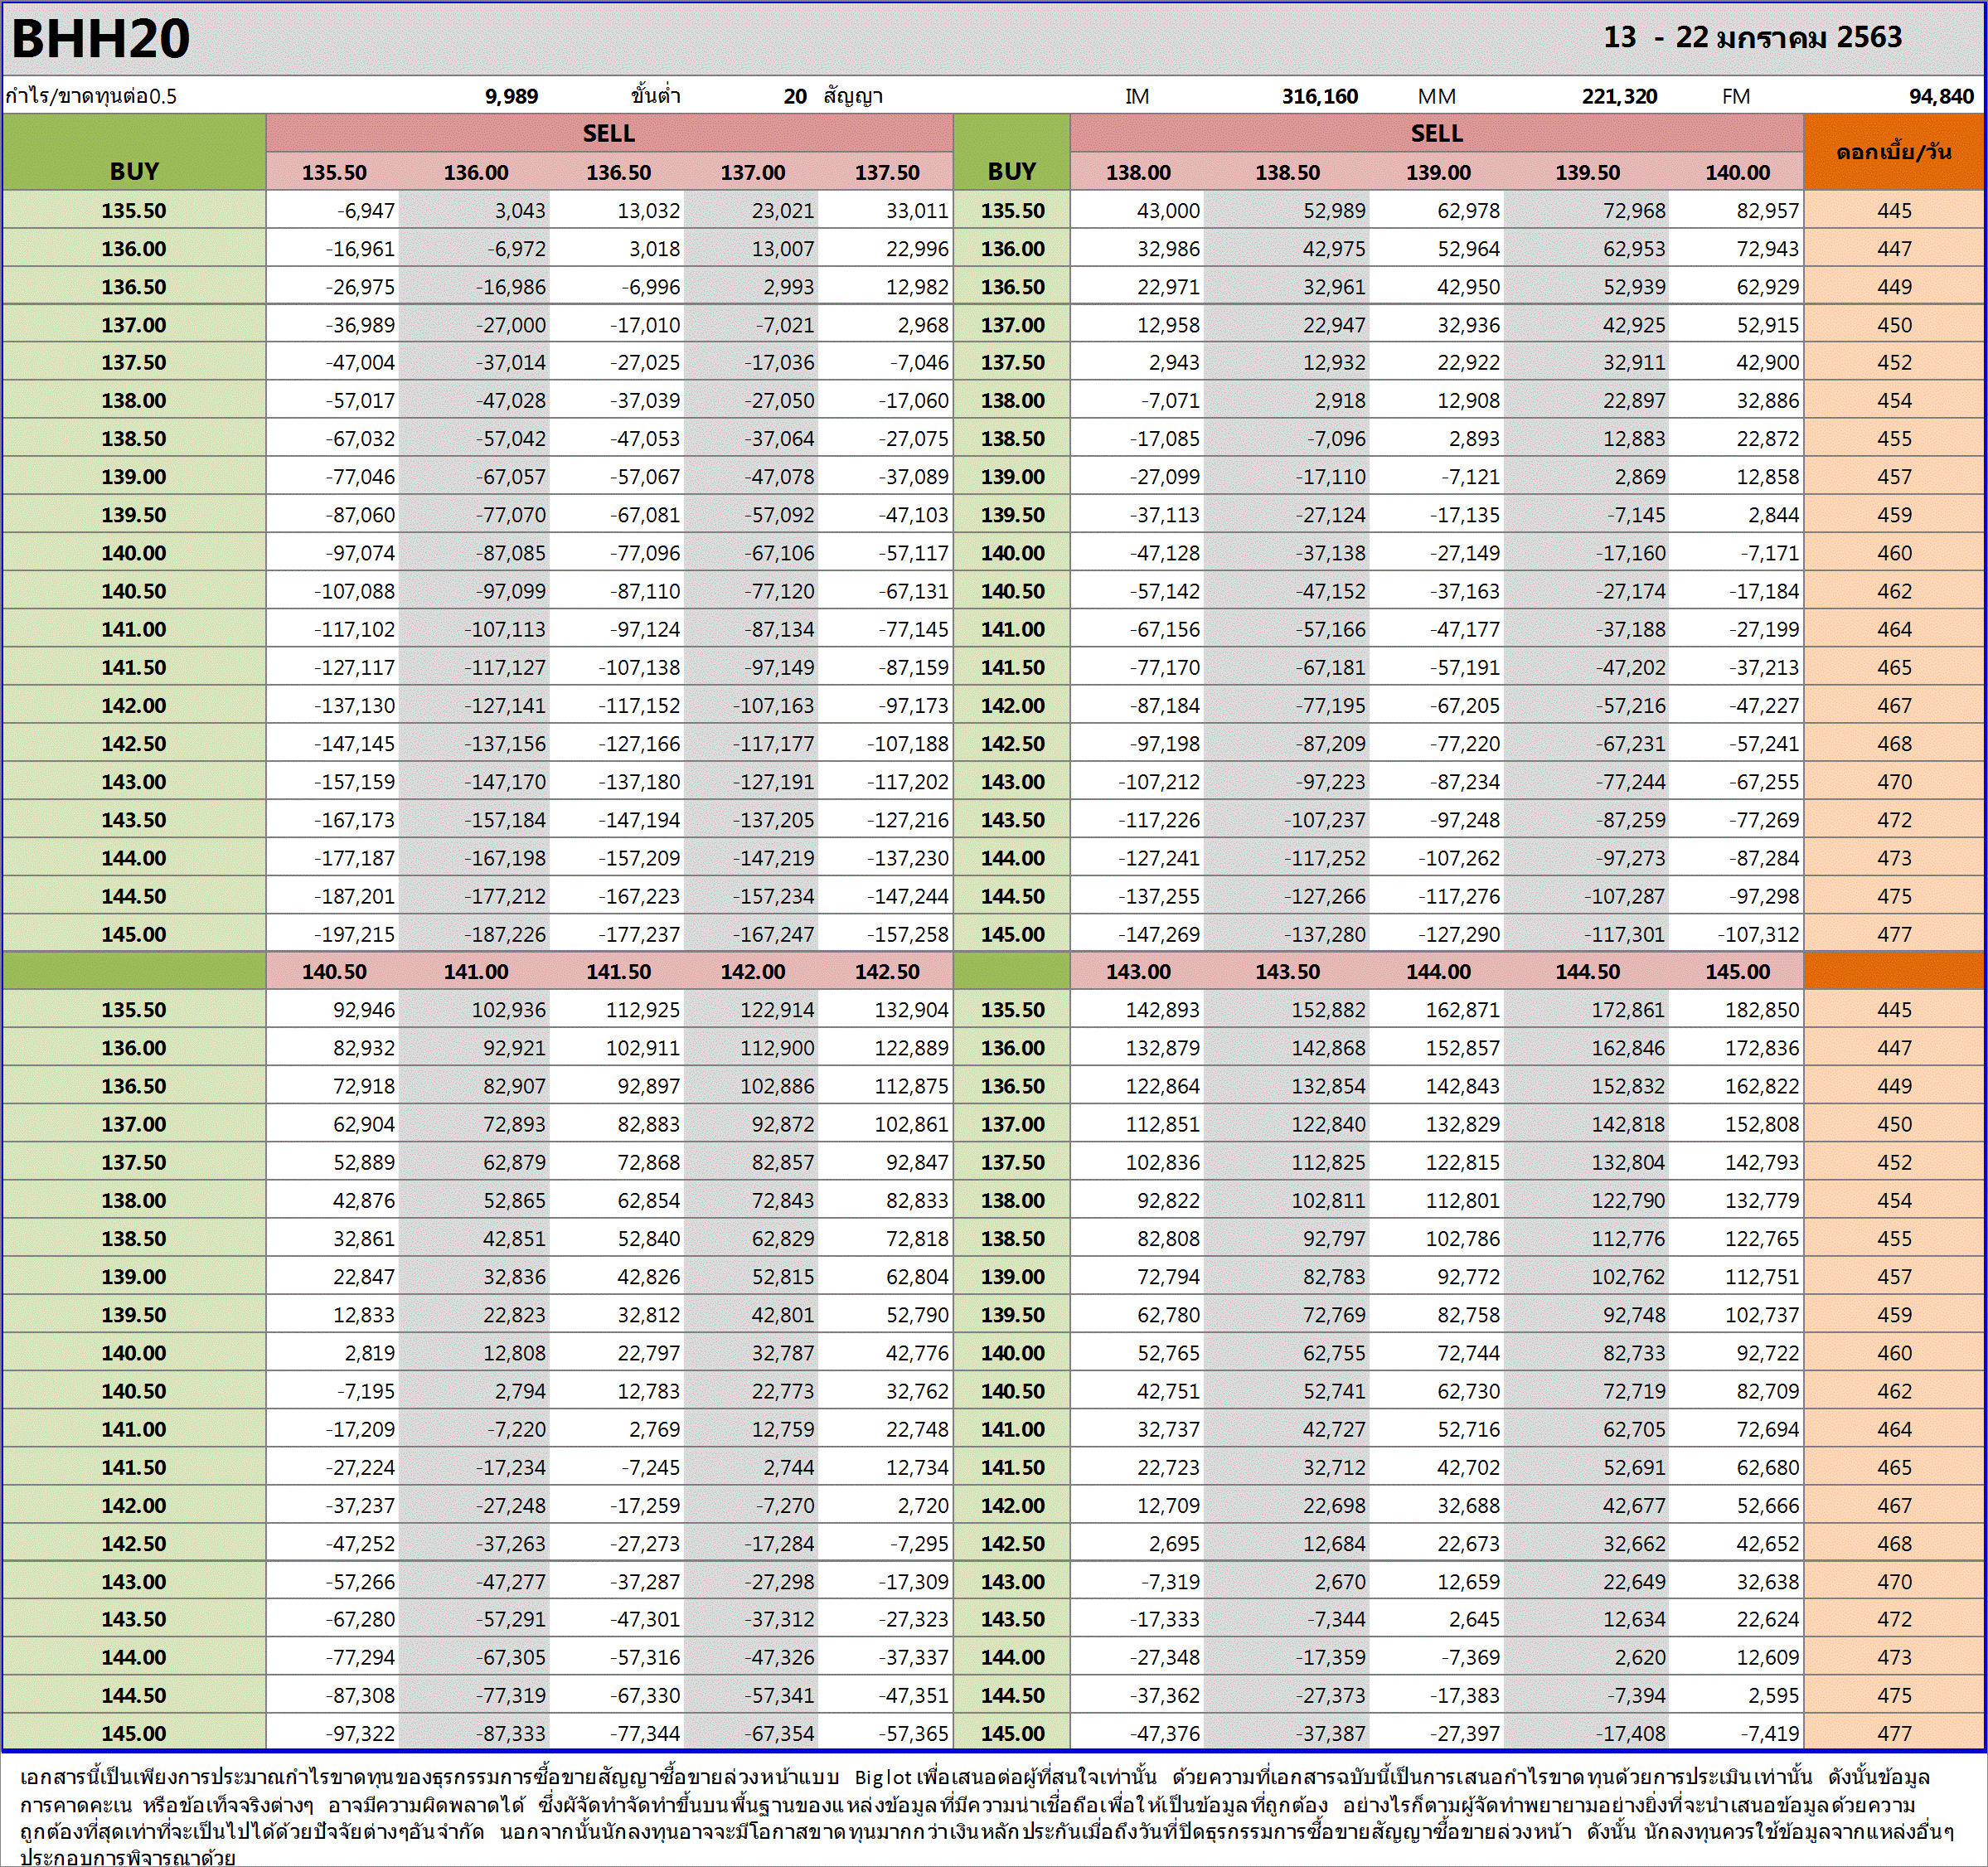 BHH20 13 - 22 มกราคม 2563
กำไร/ขาดทุนต่อ0.5 9,989 ขั้นต่ำ 20 สัญญา IM 316,160 MM 221,320 FM 94,840
BUY SELL BUY SELL ดอกเบี้ย/วัน
135.50 136.00 136.50 137.00 137.50 138.00 138.50 139.00 139.50 140.00
135.50 -6,947 3,043 13,032 23,021 33,011 135.50 43,000 52,989 62,978 72,968 82,957 445
136.00 -16,961 -6,972 3,018 13,007 22,996 136.00 32,986 42,975 52,964 62,953 72,943 447
136.50 -26,975 -16,986 -6,996 2,993 12,982 136.50 22,971 32,961 42,950 52,939 62,929 449
137.00 -36,989 -27,000 -17,010 -7,021 2,968 137.00 12,958 22,947 32,936 42,925 52,915 450
137.50 -47,004 -37,014 -27,025 -17,036 -7,046 137.50 2,943 12,932 22,922 32,911 42,900 452
138.00 -57,017 -47,028 -37,039 -27,050 -17,060 138.00 -7,071 2,918 12,908 22,897 32,886 454
138.50 -67,032 -57,042 -47,053 -37,064 -27,075 138.50 -17,085 -7,096 2,893 12,883 22,872 455
139.00 -77,046 -67,057 -57,067 -47,078 -37,089 139.00 -27,099 -17,110 -7,121 2,869 12,858 457
139.50 -87,060 -77,070 -67,081 -57,092 -47,103 139.50 -37,113 -27,124 -17,135 -7,145 2,844 459
140.00 -97,074 -87,085 -77,096 -67,106 -57,117 140.00 -47,128 -37,138 -27,149 -17,160 -7,171 460
140.50 -107,088 -97,099 -87,110 -77,120 -67,131 140.50 -57,142 -47,152 -37,163 -27,174 -17,184 462
141.00 -117,102 -107,113 -97,124 -87,134 -77,145 141.00 -67,156 -57,166 -47,177 -37,188 -27,199 464
141.50 -127,117 -117,127 -107,138 -97,149 -87,159 141.50 -77,170 -67,181 -57,191 -47,202 -37,213 465
142.00 -137,130 -127,141 -117,152 -107,163 -97,173 142.00 -87,184 -77,195 -67,205 -57,216 -47,227 467
142.50 -147,145 -137,156 -127,166 -117,177 -107,188 142.50 -97,198 -87,209 -77,220 -67,231 -57,241 468
143.00 -157,159 -147,170 -137,180 -127,191 -117,202 143.00 -107,212 -97,223 -87,234 -77,244 -67,255 470
143.50 -167,173 -157,184 -147,194 -137,205 -127,216 143.50 -117,226 -107,237 -97,248 -87,259 -77,269 472
144.00 -177,187 -167,198 -157,209 -147,219 -137,230 144.00 -127,241 -117,252 -107,262 -97,273 -87,284 473
144.50 -187,201 -177,212 -167,223 -157,234 -147,244 144.50 -137,255 -127,266 -117,276 -107,287 -97,298 475
145.00 -197,215 -187,226 -177,237 -167,247 -157,258 145.00 -147,269 -137,280 -127,290 -117,301 -107,312 477
140.50 141.00 141.50 142.00 142.50 143.00 143.50 144.00 144.50 145.00
135.50 92,946 102,936 112,925 122,914 132,904 135.50 142,893 152,882 162,871 172,861 182,850 445
136.00 82,932 92,921 102,911 112,900 122,889 136.00 132,879 142,868 152,857 162,846 172,836 447
136.50 72,918 82,907 92,897 102,886 112,875 136.50 122,864 132,854 142,843 152,832 162,822 449
137.00 62,904 72,893 82,883 92,872 102,861 137.00 112,851 122,840 132,829 142,818 152,808 450
137.50 52,889 62,879 72,868 82,857 92,847 137.50 102,836 112,825 122,815 132,804 142,793 452
138.00 42,876 52,865 62,854 72,843 82,833 138.00 92,822 102,811 112,801 122,790 132,779 454
138.50 32,861 42,851 52,840 62,829 72,818 138.50 82,808 92,797 102,786 112,776 122,765 455
139.00 22,847 32,836 42,826 52,815 62,804 139.00 72,794 82,783 92,772 102,762 112,751 457
139.50 12,833 22,823 32,812 42,801 52,790 139.50 62,780 72,769 82,758 92,748 102,737 459
140.00 2,819 12,808 22,797 32,787 42,776 140.00 52,765 62,755 72,744 82,733 92,722 460
140.50 -7,195 2,794 12,783 22,773 32,762 140.50 42,751 52,741 62,730 72,719 82,709 462
141.00 -17,209 -7,220 2,769 12,759 22,748 141.00 32,737 42,727 52,716 62,705 72,694 464
141.50 -27,224 -17,234 -7,245 2,744 12,734 141.50 22,723 32,712 42,702 52,691 62,680 465
142.00 -37,237 -27,248 -17,259 -7,270 2,720 142.00 12,709 22,698 32,688 42,677 52,666 467
142.50 -47,252 -37,263 -27,273 -17,284 -7,295 142.50 2,695 12,684 22,673 32,662 42,652 468
143.00 -57,266 -47,277 -37,287 -27,298 -17,309 143.00 -7,319 2,670 12,659 22,649 32,638 470
143.50 -67,280 -57,291 -47,301 -37,312 -27,323 143.50 -17,333 -7,344 2,645 12,634 22,624 472
144.00 -77,294 -67,305 -57,316 -47,326 -37,337 144.00 -27,348 -17,359 -7,369 2,620 12,609 473
144.50 -87,308 -77,319 -67,330 -57,341 -47,351 144.50 -37,362 -27,373 -17,383 -7,394 2,595 475
145.00 -97,322 -87,333 -77,344 -67,354 -57,365 145.00 -47,376 -37,387 -27,397 -17,408 -7,419 477
เอกสารนี้เป็นเพียงการประมาณกำไรขาดทุนของธุรกรรมการซื้อขายสัญญาซื้อขายล่วงหน้าแบบ Big lot เพื่อเสนอต่อผู้ที่สนใจเท่านั้น ด้วยความที่เอกสารฉบับนี้เป็นการเสนอกำไรขาดทุนด้วยการประเมินเท่านั้น ดังนั้นข้อมูล
การคาดคะเน หรือข้อเท็จจริงต่างๆ อาจมีความผิดพลาดได้ ซึ่งผู้จัดทำจัดทำขึ้นบนพื้นฐานของแหล่งข้อมูลที่มีความน่าเชื่อถือเพื่อให้เป็นข้อมูลที่ถูกต้อง อย่างไรก็ตามผู้จัดทำพยายามอย่างยิ่งที่จะนำเสนอข้อมูลด้วยความ
ถูกต้องที่สุดเท่าที่จะเป็นไปได้ด้วยปัจจัยต่างๆอันจำกัด นอกจากนั้นนักลงทุนอาจจะมีโอกาสขาดทุนมากกว่าเงินหลักประกันเมื่อถึงวันที่ปิดธุรกรรมการซื้อขายสัญญาซื้อขายล่วงหน้า ดังนั้น นักลงทุนควรใช้ข้อมูลจากแหล่งอื่นๆ
ประกอบการพิจารณาด้วย